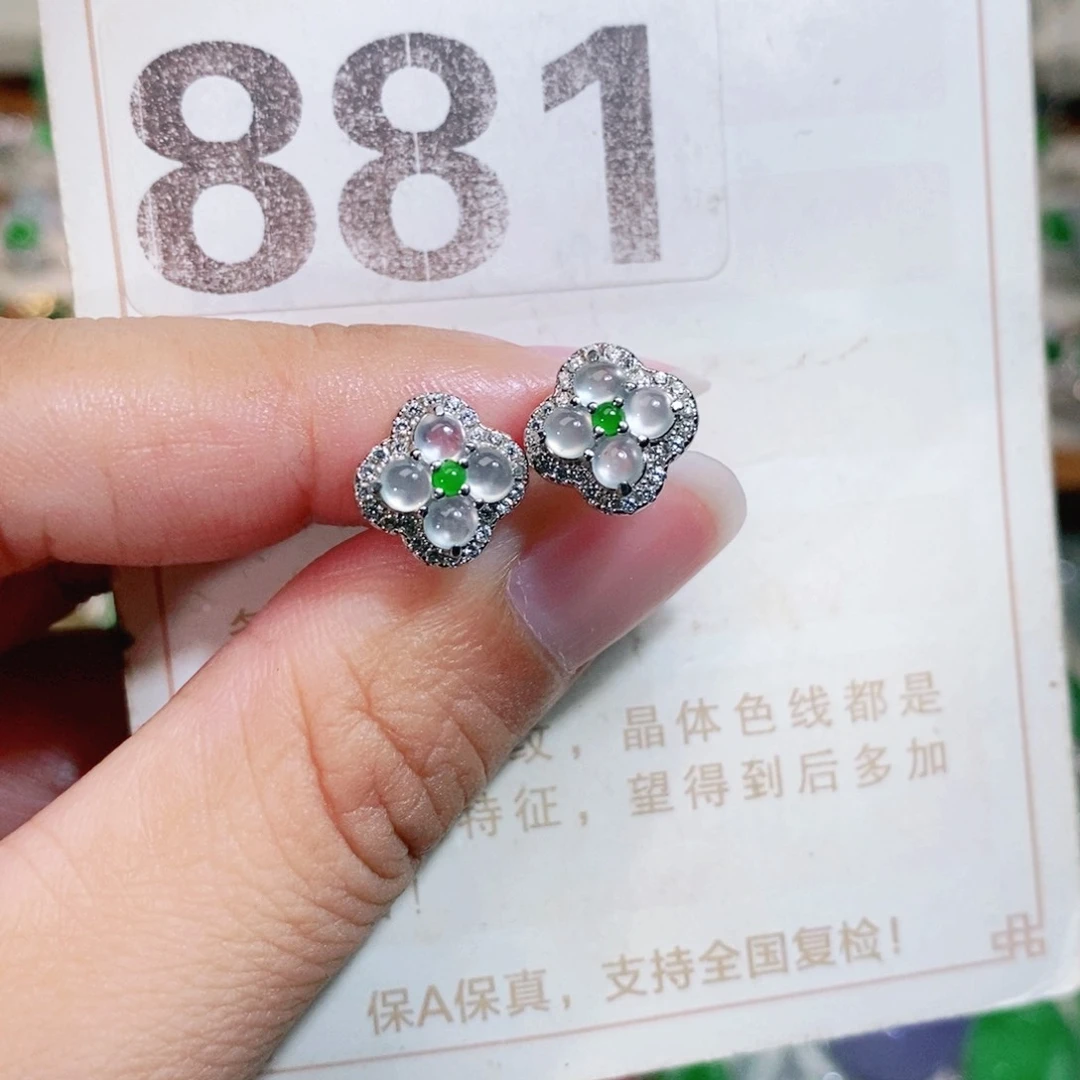 881
纹，晶体色线都是
特征，望得到后多加
！
保A保真，支持全国复检！